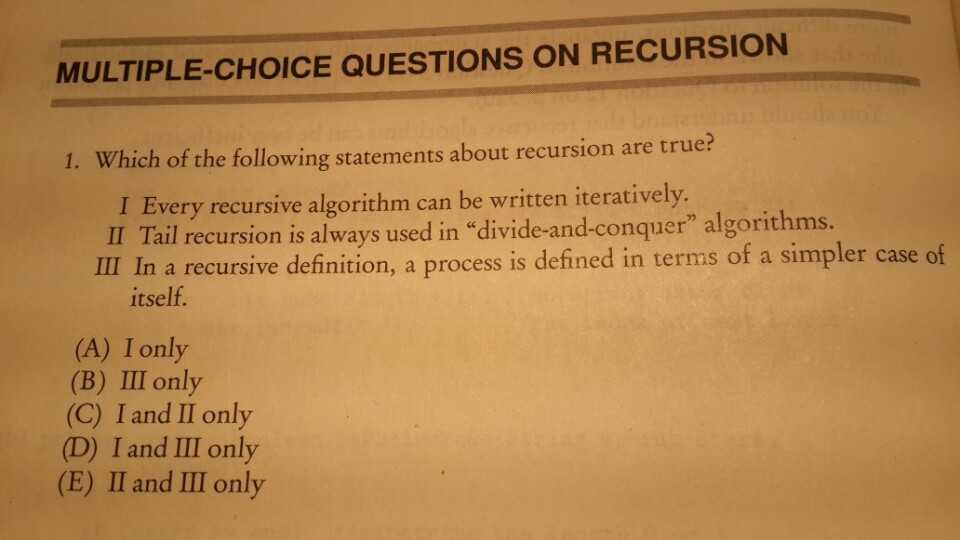 MULTIPLE-CHOICE QUESTIONS ON RECURSION
1. Which of the following statements about recursion are true?
I Every recursive algorithm can be written iteratively.
II Tail recursion is always used in “divide-and-conquer” algorithms.
III In a recursive definition, a process is defined in terms of a simpler case of
itself.
(A) I only
(B) III only
(C) I and II only
(D) I and III only
(E) II and III only